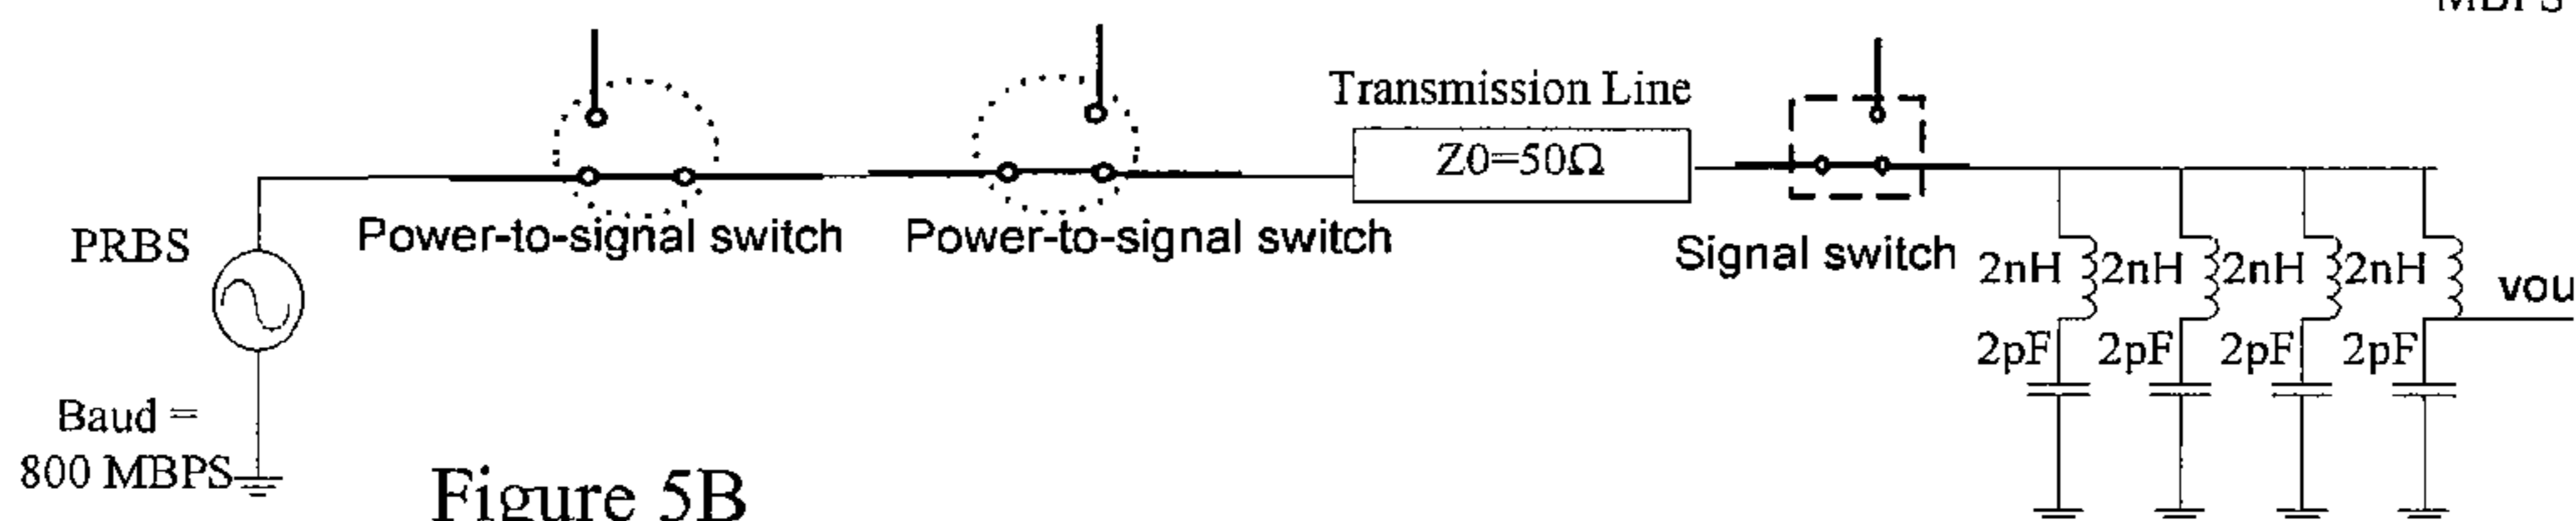 MBPS
Transmission Line
Z0=50Ω
PRBS
Power-to-signal switch
Power-to-signal switch
Signal switch
2nH
2nH
2nH
2nH
vou
2pF
2pF
2pF
2pF
Baud =
800 MBPS
Figure 5B